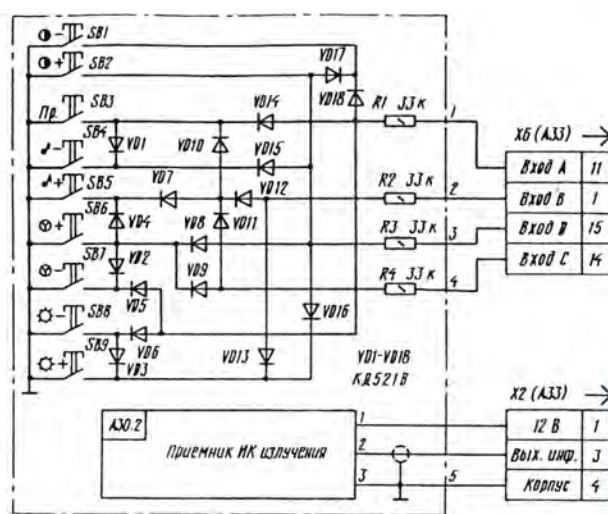 SB1
VD17
SB2
VD18
R1 33к 1
Пр. SB3
VD14
Х6 (А33) →
SB4
VD1 VD10 VD15
Вход А 11
SB5
VD7 VD12
R2 33к 2
Вход В 1
SB6
VD4 VD8 VD11
R3 33к 3
Вход D 15
SB7
VD2 VD9
R4 33к 4
Вход С 14
VD5
VD16
SB8
VD6
SB9
VD3
VD13
VD1-VD18
КД521В
Х2 (А33) →
А30.2
Приемник ИК излучения
1
12 В 1
2
Вых. инф. 3
3
5
Корпус 4